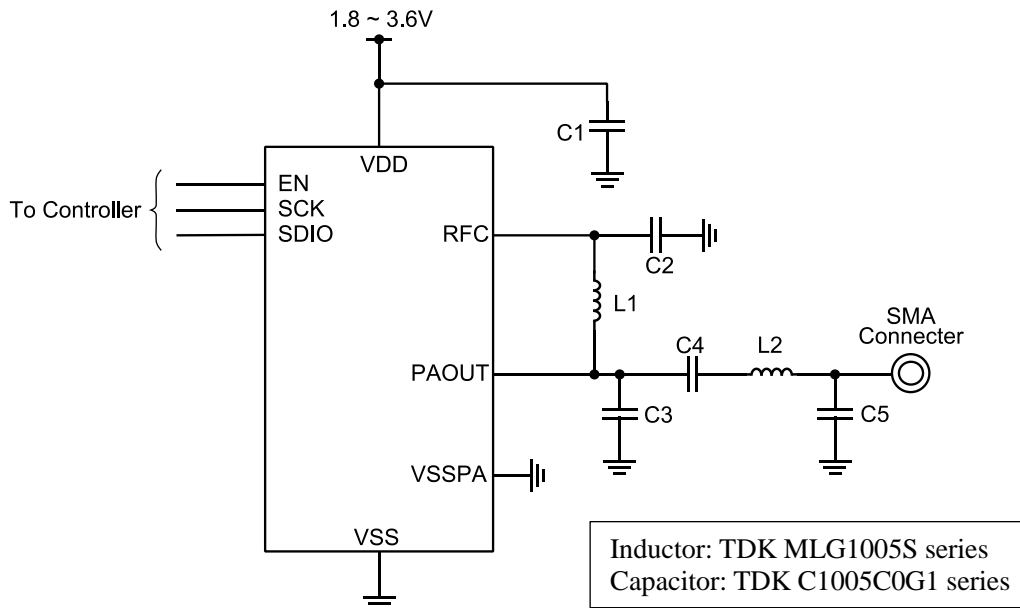 1.8 ~ 3.6V
C1
VDD
EN
To Controller
SCK
SDIO
RFC
C2
L1
SMA
Connecter
C4
L2
PAOUT
C3
C5
VSSPA
VSS
Inductor: TDK MLG1005S series
Capacitor: TDK C1005C0G1 series